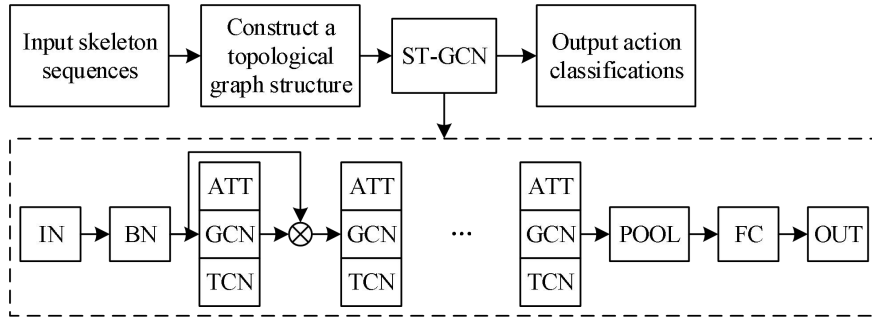 Input skeleton
sequences
Construct a
topological
graph structure
ST-GCN
Output action
classifications
IN
BN
ATT
GCN
TCN
ATT
GCN
TCN
...
ATT
GCN
TCN
POOL
FC
OUT